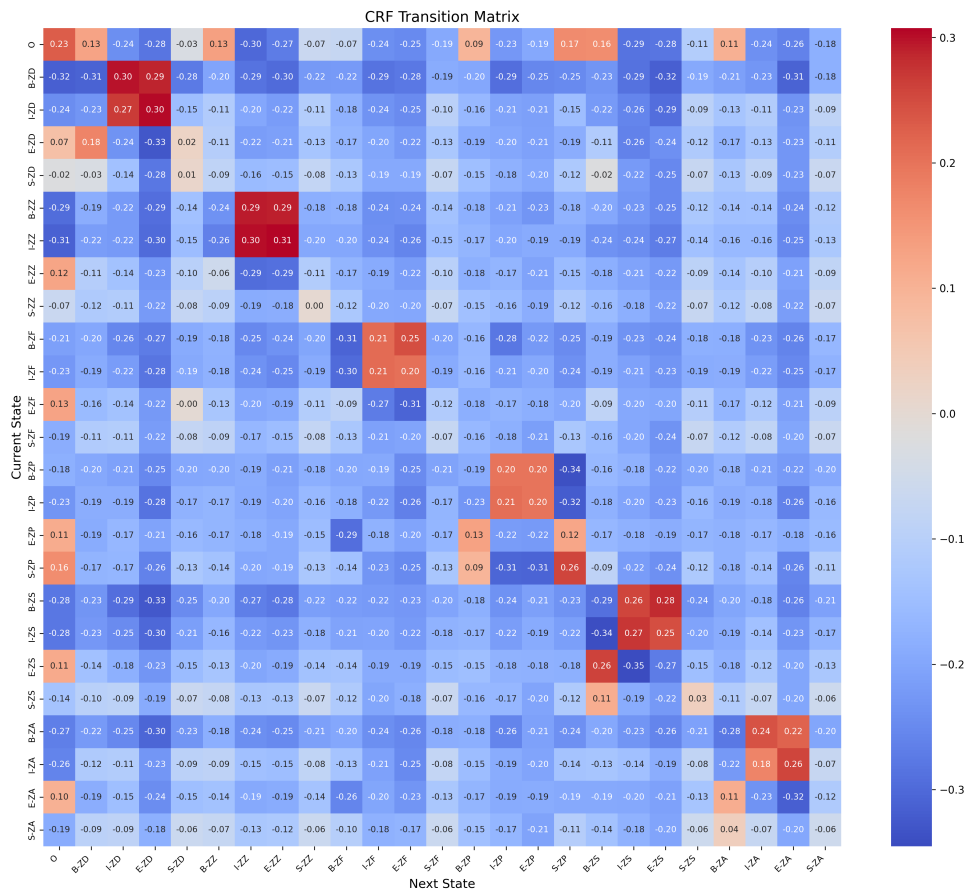 CRF Transition Matrix
O 0.23 0.13 -0.24 -0.28 -0.03 0.13 -0.30 -0.27 -0.07 -0.07 -0.24 -0.25 -0.19 0.09 -0.23 -0.19 0.17 0.16 -0.29 -0.28 -0.11 0.11 -0.24 -0.26 -0.18
B-ZD -0.32 -0.31 0.30 0.29 -0.28 -0.20 -0.29 -0.30 -0.22 -0.22 -0.23 -0.28 -0.19 -0.20 -0.29 -0.25 -0.25 -0.23 -0.29 -0.32 -0.19 -0.21 -0.23 -0.31 -0.18
I-ZD -0.24 -0.23 0.27 0.30 -0.15 -0.11 -0.20 -0.22 -0.11 -0.18 -0.24 -0.25 -0.10 -0.16 -0.21 -0.21 -0.15 -0.22 -0.26 -0.29 -0.09 -0.13 -0.11 -0.23 -0.09
E-ZD 0.07 0.18 -0.24 -0.33 0.02 -0.11 -0.22 -0.21 -0.07 -0.13 -0.21 -0.21 -0.08 -0.16 -0.20 -0.21 -0.19 -0.11 -0.26 -0.24 -0.07 -0.12 -0.16 -0.23 -0.11
S-ZD -0.02 -0.03 -0.14 -0.28 0.01 -0.12 -0.16 -0.15 -0.08 -0.13 -0.19 -0.19 -0.07 -0.15 -0.18 -0.20 -0.12 -0.02 -0.22 -0.25 -0.07 -0.12 -0.09 -0.23 -0.07
B-ZZ -0.29 -0.19 -0.22 -0.29 -0.14 -0.24 0.29 0.29 -0.18 -0.18 -0.24 -0.24 -0.17 -0.21 -0.23 -0.18 -0.20 -0.23 -0.23 -0.25 -0.12 -0.14 -0.14 -0.24 -0.12
I-ZZ -0.31 -0.22 -0.22 -0.30 -0.15 -0.26 0.30 0.31 -0.20 -0.20 -0.24 -0.26 -0.15 -0.17 -0.20 -0.19 -0.19 -0.24 -0.24 -0.27 -0.14 -0.16 -0.16 -0.25 -0.13
E-ZZ 0.12 -0.11 -0.14 -0.23 -0.10 -0.06 -0.29 -0.29 -0.11 -0.17 -0.19 -0.22 -0.10 -0.18 -0.17 -0.21 -0.15 -0.18 -0.21 -0.22 -0.09 -0.14 -0.10 -0.21 -0.09
S-ZZ -0.07 -0.12 -0.11 -0.22 -0.08 -0.09 -0.19 -0.18 0.00 -0.12 -0.20 -0.20 -0.07 -0.15 -0.16 -0.19 -0.12 -0.16 -0.18 -0.22 -0.07 -0.12 -0.08 -0.22 -0.07
B-ZF -0.21 -0.20 -0.26 -0.27 -0.19 -0.18 -0.25 -0.24 -0.20 -0.31 0.21 0.25 -0.20 -0.17 -0.28 -0.22 -0.25 -0.24 -0.25 -0.23 -0.16 -0.17 -0.19 -0.21 -0.16
I-ZF -0.23 -0.19 -0.22 -0.28 -0.19 -0.18 -0.23 -0.24 -0.20 -0.30 0.21 0.20 -0.18 -0.16 -0.24 -0.21 -0.21 -0.24 -0.22 -0.24 -0.15 -0.19 -0.22 -0.25 -0.17
E-ZF 0.13 -0.16 -0.14 -0.22 -0.00 -0.13 -0.20 -0.19 -0.11 -0.09 -0.27 -0.31 -0.12 -0.18 -0.17 -0.18 -0.20 -0.09 -0.20 -0.20 -0.11 -0.17 -0.12 -0.21 -0.09
S-ZF -0.19 -0.11 -0.11 -0.22 -0.08 -0.09 -0.17 -0.15 -0.08 -0.13 -0.21 -0.20 -0.07 -0.16 -0.18 -0.21 -0.13 -0.16 -0.20 -0.24 -0.07 -0.12 -0.08 -0.20 -0.07
B-ZP -0.18 -0.20 -0.21 -0.25 -0.20 -0.20 -0.19 -0.21 -0.18 -0.20 -0.19 -0.25 -0.21 -0.19 0.20 0.20 -0.34 -0.16 -0.18 -0.22 -0.20 -0.18 -0.21 -0.22 -0.20
I-ZP -0.23 -0.19 -0.19 -0.28 -0.17 -0.17 -0.19 -0.20 -0.16 -0.18 -0.22 -0.26 -0.17 -0.23 0.21 0.20 -0.32 -0.18 -0.20 -0.23 -0.16 -0.18 -0.18 -0.26 -0.16
E-ZP 0.11 -0.19 -0.17 -0.21 -0.17 -0.16 -0.17 -0.19 -0.15 -0.29 -0.18 -0.21 -0.17 0.13 -0.22 -0.22 0.12 -0.17 -0.18 -0.19 -0.17 -0.17 -0.18 -0.18 -0.16
S-ZP 0.16 -0.17 -0.17 -0.26 -0.13 -0.14 -0.20 -0.19 -0.13 -0.14 -0.23 -0.25 -0.13 0.09 -0.31 -0.31 0.26 -0.09 -0.22 -0.24 -0.12 -0.18 -0.14 -0.26 -0.11
B-ZS -0.28 -0.23 -0.29 -0.33 -0.21 -0.20 -0.27 -0.28 -0.22 -0.22 -0.23 -0.25 -0.20 -0.18 -0.24 -0.21 -0.23 -0.29 0.26 0.28 -0.24 -0.20 -0.18 -0.26 -0.21
I-ZS -0.28 -0.23 -0.25 -0.30 -0.21 -0.16 -0.22 -0.23 -0.18 -0.21 -0.20 -0.24 -0.19 -0.18 -0.22 -0.19 -0.22 -0.34 0.27 0.25 -0.20 -0.19 -0.14 -0.23 -0.17
E-ZS 0.11 -0.14 -0.18 -0.23 -0.15 -0.13 -0.20 -0.19 -0.14 -0.14 -0.19 -0.19 -0.15 -0.15 -0.18 -0.18 -0.18 0.26 -0.35 -0.27 -0.15 -0.18 -0.12 -0.20 -0.13
S-ZS -0.14 -0.10 -0.09 -0.19 -0.07 -0.08 -0.13 -0.13 -0.07 -0.12 -0.20 -0.18 -0.07 -0.17 -0.17 -0.20 -0.12 0.11 -0.19 -0.22 0.03 -0.11 -0.07 -0.20 -0.06
B-ZA -0.27 -0.22 -0.25 -0.30 -0.23 -0.18 -0.24 -0.25 -0.21 -0.22 -0.24 -0.26 -0.18 -0.18 -0.26 -0.25 -0.20 -0.20 -0.26 -0.25 -0.21 -0.28 0.24 0.22 -0.20
I-ZA -0.26 -0.12 -0.11 -0.23 -0.09 -0.09 -0.15 -0.15 -0.08 -0.13 -0.21 -0.25 -0.08 -0.15 -0.20 -0.20 -0.14 -0.13 -0.14 -0.19 -0.08 -0.22 0.18 0.26 -0.07
E-ZA 0.10 -0.19 -0.15 -0.24 -0.15 -0.14 -0.19 -0.19 -0.14 -0.26 -0.20 -0.23 -0.13 -0.17 -0.19 -0.19 -0.19 -0.19 -0.20 -0.21 -0.14 0.11 -0.23 -0.32 -0.12
S-ZA -0.19 -0.09 -0.09 -0.18 -0.06 -0.07 -0.13 -0.12 -0.06 -0.10 -0.18 -0.17 -0.06 -0.15 -0.17 -0.21 -0.11 -0.14 -0.15 -0.20 -0.06 0.04 -0.07 -0.20 -0.06
O B-ZD I-ZD E-ZD S-ZD B-ZZ I-ZZ E-ZZ S-ZZ B-ZF I-ZF E-ZF S-ZF B-ZP I-ZP E-ZP S-ZP B-ZS I-ZS E-ZS S-ZS B-ZA I-ZA E-ZA S-ZA
Current State
Next State
0.3
0.2
0.1
0.0
−0.1
−0.2
−0.3